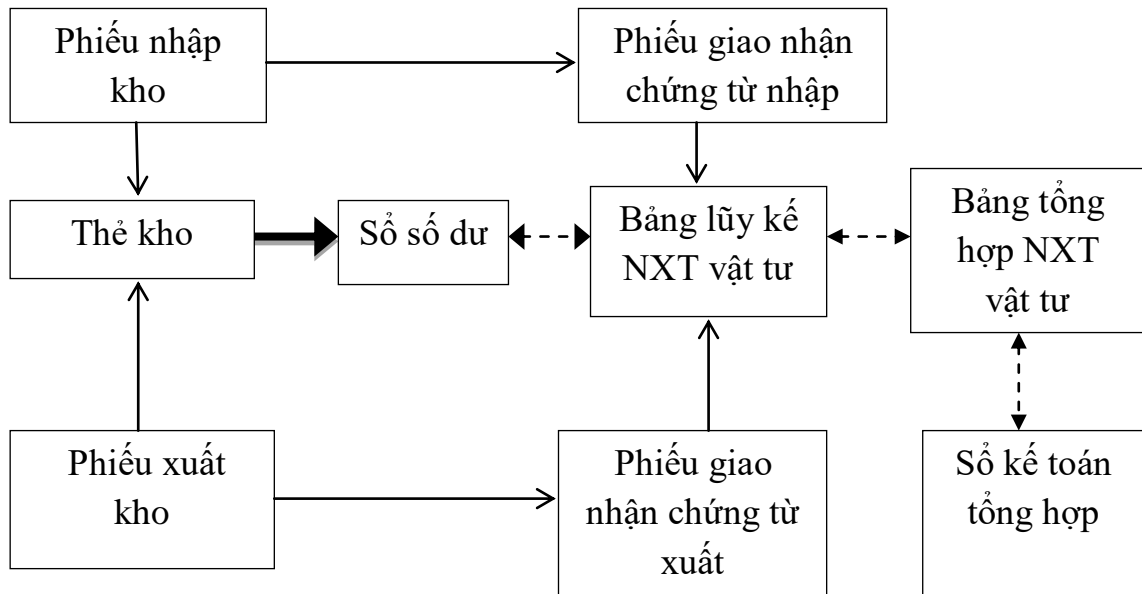 Phiếu nhập
kho
Phiếu giao nhận
chứng từ nhập
Thẻ kho
Sổ số dư
Bảng lũy kế
NXT vật tư
Bảng tổng
hợp NXT
vật tư
Phiếu xuất
kho
Phiếu giao
nhận chứng từ
xuất
Sổ kế toán
tổng hợp